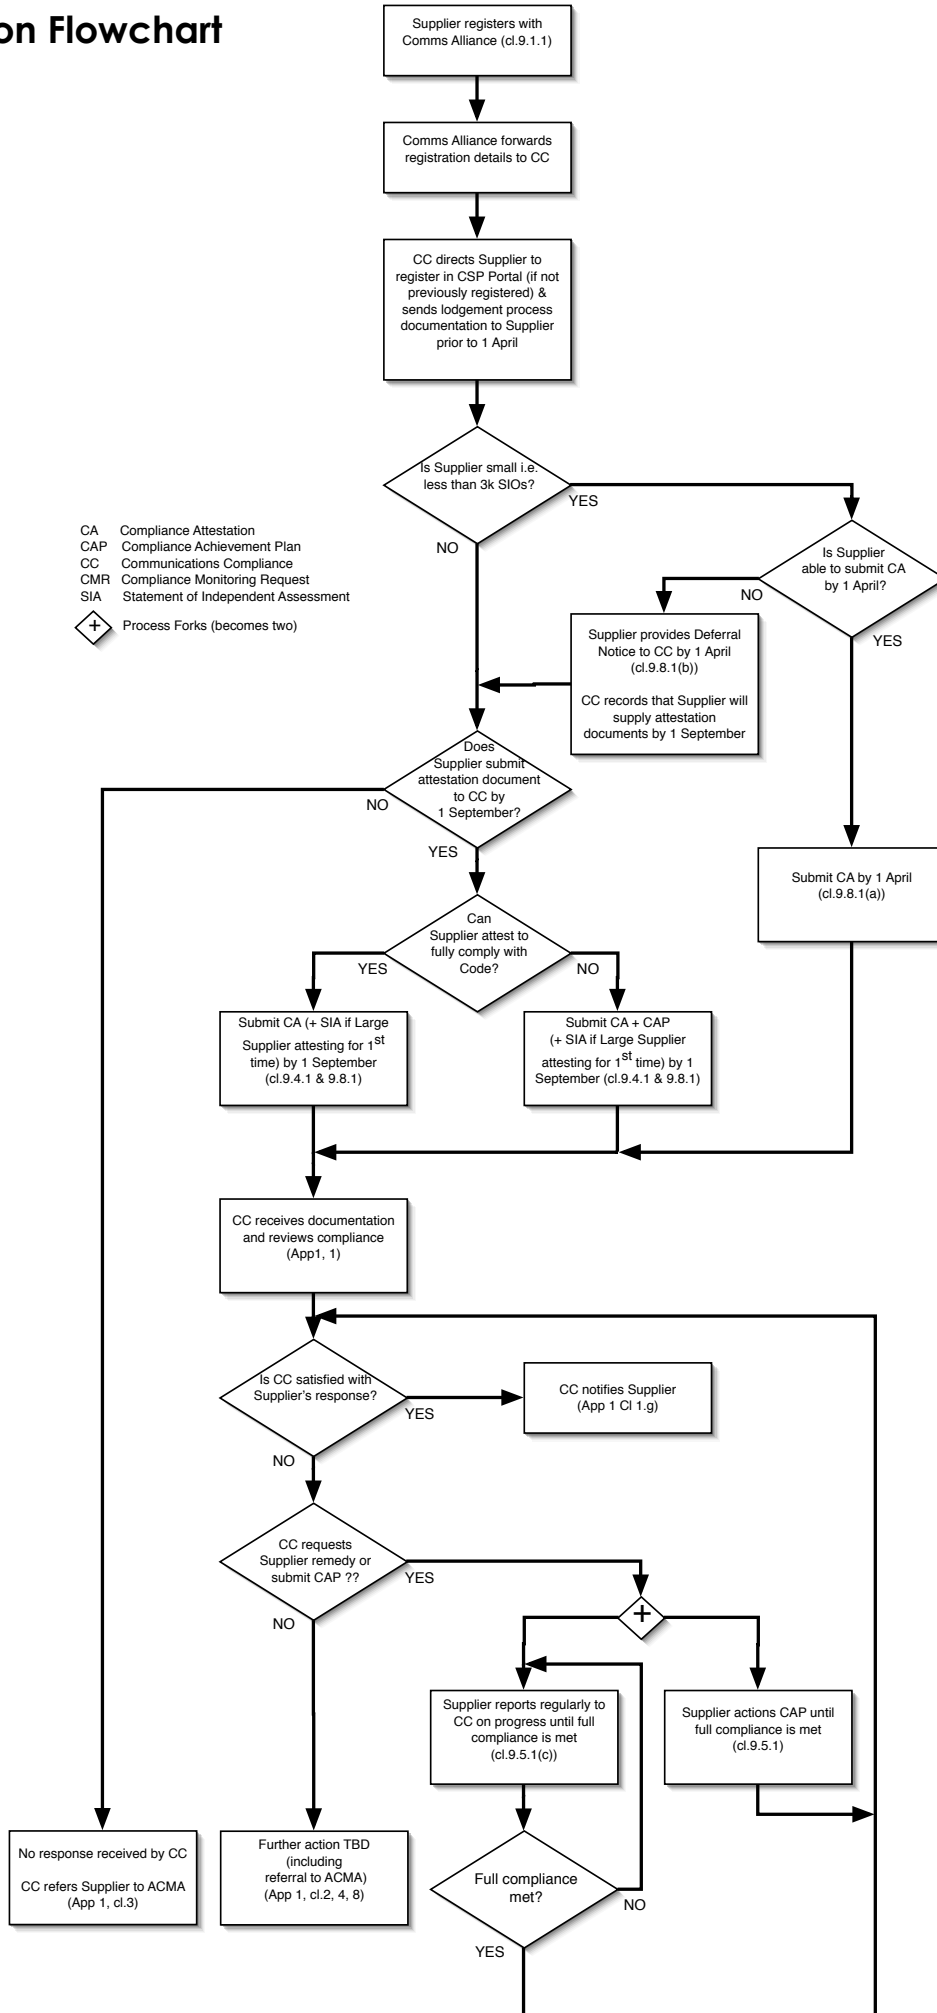 on Flowchart
Supplier registers with
Comms Alliance (cl.9.1.1)
Comms Alliance forwards
registration details to CC
CC directs Supplier to
register in CSP Portal (if not
previously registered) &
sends lodgement process
documentation to Supplier
prior to 1 April
Is Supplier small i.e.
less than 3k SIOs?
YES
NO
CA Compliance Attestation
CAP Compliance Achievement Plan
CC Communications Compliance
CMR Compliance Monitoring Request
SIA Statement of Independent Assessment
+ Process Forks (becomes two)
Is Supplier
able to submit CA
by 1 April?
NO
YES
Supplier provides Deferral
Notice to CC by 1 April
(cl.9.8.1(b))
CC records that Supplier will
supply attestation
documents by 1 September
Does
Supplier submit
attestation document
to CC by
1 September?
NO
YES
Submit CA by 1 April
(cl.9.8.1(a))
Can
Supplier attest to
fully comply with
Code?
YES
NO
Submit CA (+ SIA if Large
Supplier attesting for 1st
time) by 1 September
(cl.9.4.1 & 9.8.1)
Submit CA + CAP
(+ SIA if Large Supplier
attesting for 1st time) by 1
September (cl.9.4.1 & 9.8.1)
CC receives documentation
and reviews compliance
(App1, 1)
Is CC satisfied with
Supplier's response?
YES
NO
CC notifies Supplier
(App 1 Cl 1.g)
CC requests
Supplier remedy or
submit CAP ??
YES
NO
+
Supplier reports regularly to
CC on progress until full
compliance is met
(cl.9.5.1(c))
Supplier actions CAP until
full compliance is met
(cl.9.5.1)
No response received by CC
CC refers Supplier to ACMA
(App 1, cl.3)
Further action TBD
(including
referral to ACMA)
(App 1, cl.2, 4, 8)
Full compliance
met?
NO
YES